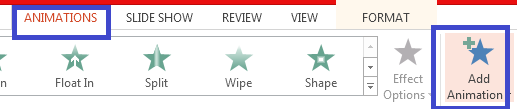 ANIMATIONS SLIDE SHOW REVIEW VIEW FORMAT
Float In Split Wipe Shape Effect Options Add Animation